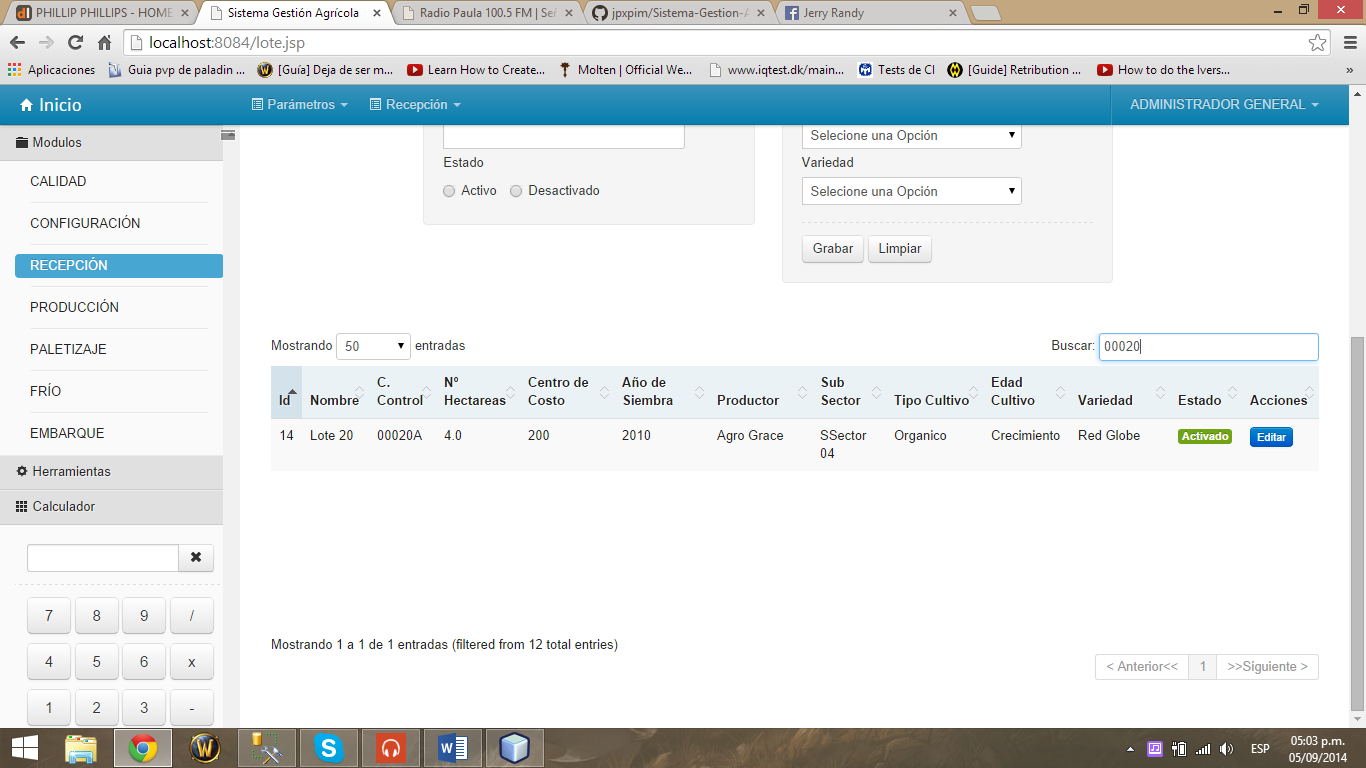 PHILLIP PHILLIPS - HOME
Sistema Gestión Agrícola
Radio Paula 100.5 FM | Señ
jpxpim/Sistema-Gestion-A
Jerry Randy
localhost:8084/lote.jsp
Aplicaciones
Guia pvp de paladin ...
[Guía] Deja de ser m...
Learn How to Create...
Molten | Official We...
www.iqtest.dk/main...
Tests de CI
[Guide] Retribution ...
How to do the Ivers...
»
Inicio
Parámetros
Recepción
ADMINISTRADOR GENERAL
Modulos
CALIDAD
CONFIGURACIÓN
RECEPCIÓN
PRODUCCIÓN
PALETIZAJE
FRÍO
EMBARQUE
Herramientas
Calculador
7 8 9 /
4 5 6 x
1 2 3 -
Estado
Activo Desactivado
Selecione una Opción
Variedad
Selecione una Opción
Grabar Limpiar
Mostrando 50 entradas
Buscar: 00020
Id Nombre C. Control Nº Hectareas Centro de Costo Año de Siembra Productor Sub Sector Tipo Cultivo Edad Cultivo Variedad Estado Acciones
14 Lote 20 00020A 4.0 200 2010 Agro Grace SSector 04 Organico Crecimiento Red Globe Activado Editar
Mostrando 1 a 1 de 1 entradas (filtered from 12 total entries)
< Anterior<< 1 >>Siguiente >
ESP
05:03 p.m.
05/09/2014